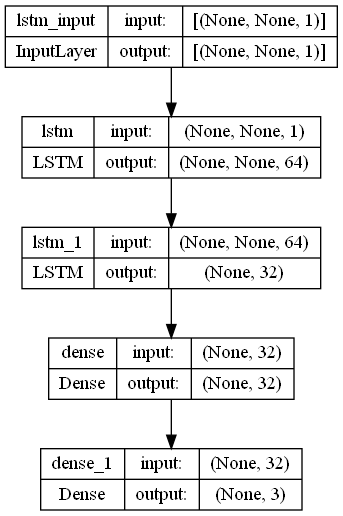 lstm_input input: [(None, None, 1)]
InputLayer output: [(None, None, 1)]
lstm input: (None, None, 1)
LSTM output: (None, None, 64)
lstm_1 input: (None, None, 64)
LSTM output: (None, 32)
dense input: (None, 32)
Dense output: (None, 32)
dense_1 input: (None, 32)
Dense output: (None, 3)